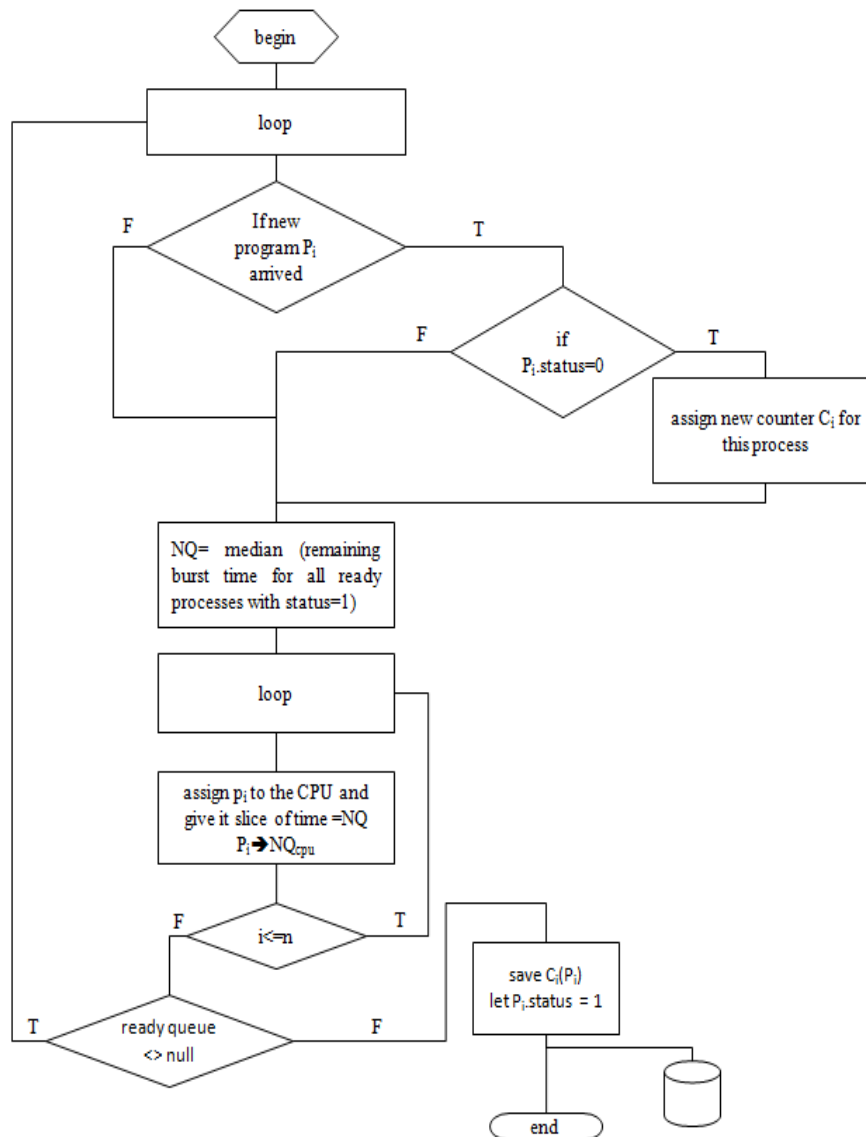 begin
loop
F
If new
program Pi
arrived
T
F
if
Pi.status=0
T
assign new counter Ci for
this process
NQ= median (remaining
burst time for all ready
processes with status=1)
loop
assign pi to the CPU and
give it slice of time =NQ
Pi➔NQcpu
F
i<=n
T
T
ready queue
<> null
F
save Ci(Pi)
let Pi.status = 1
end